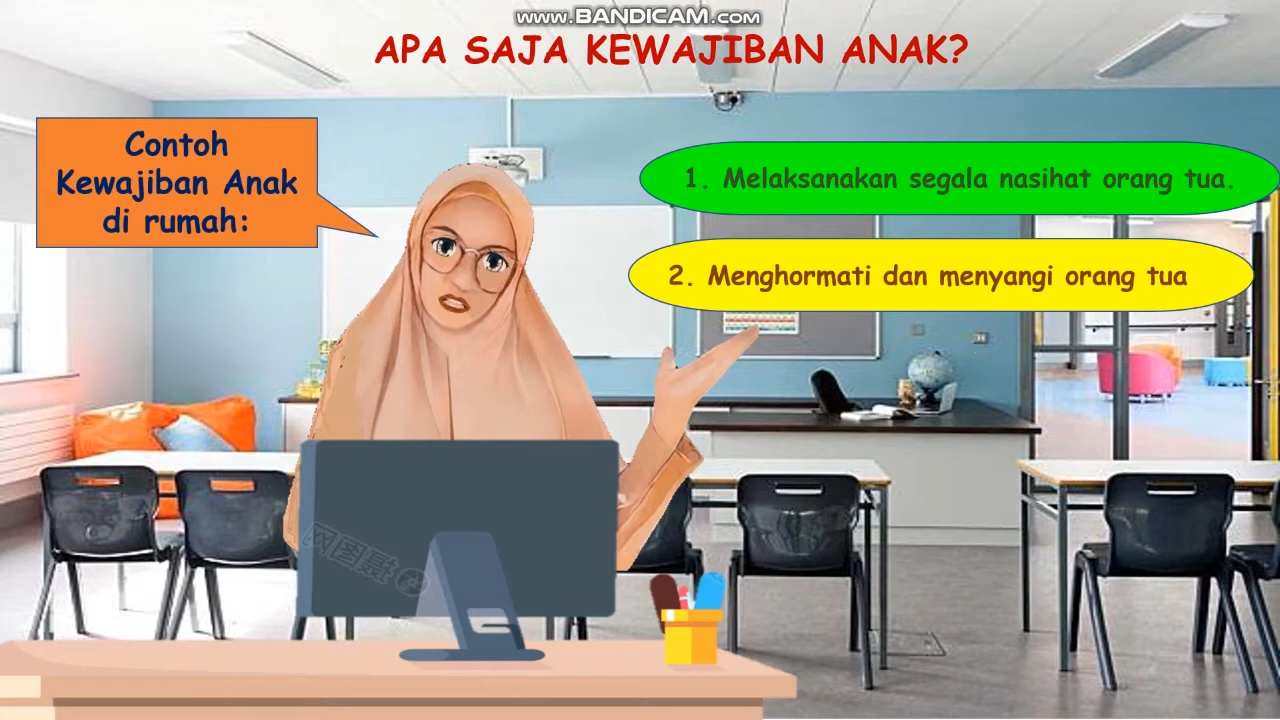 www.BANDICAM.com
APA SAJA KEWAJIBAN ANAK?
Contoh
Kewajiban Anak
di rumah:
1. Melaksanakan segala nasihat orang tua.
2. Menghormati dan menyangi orang tua